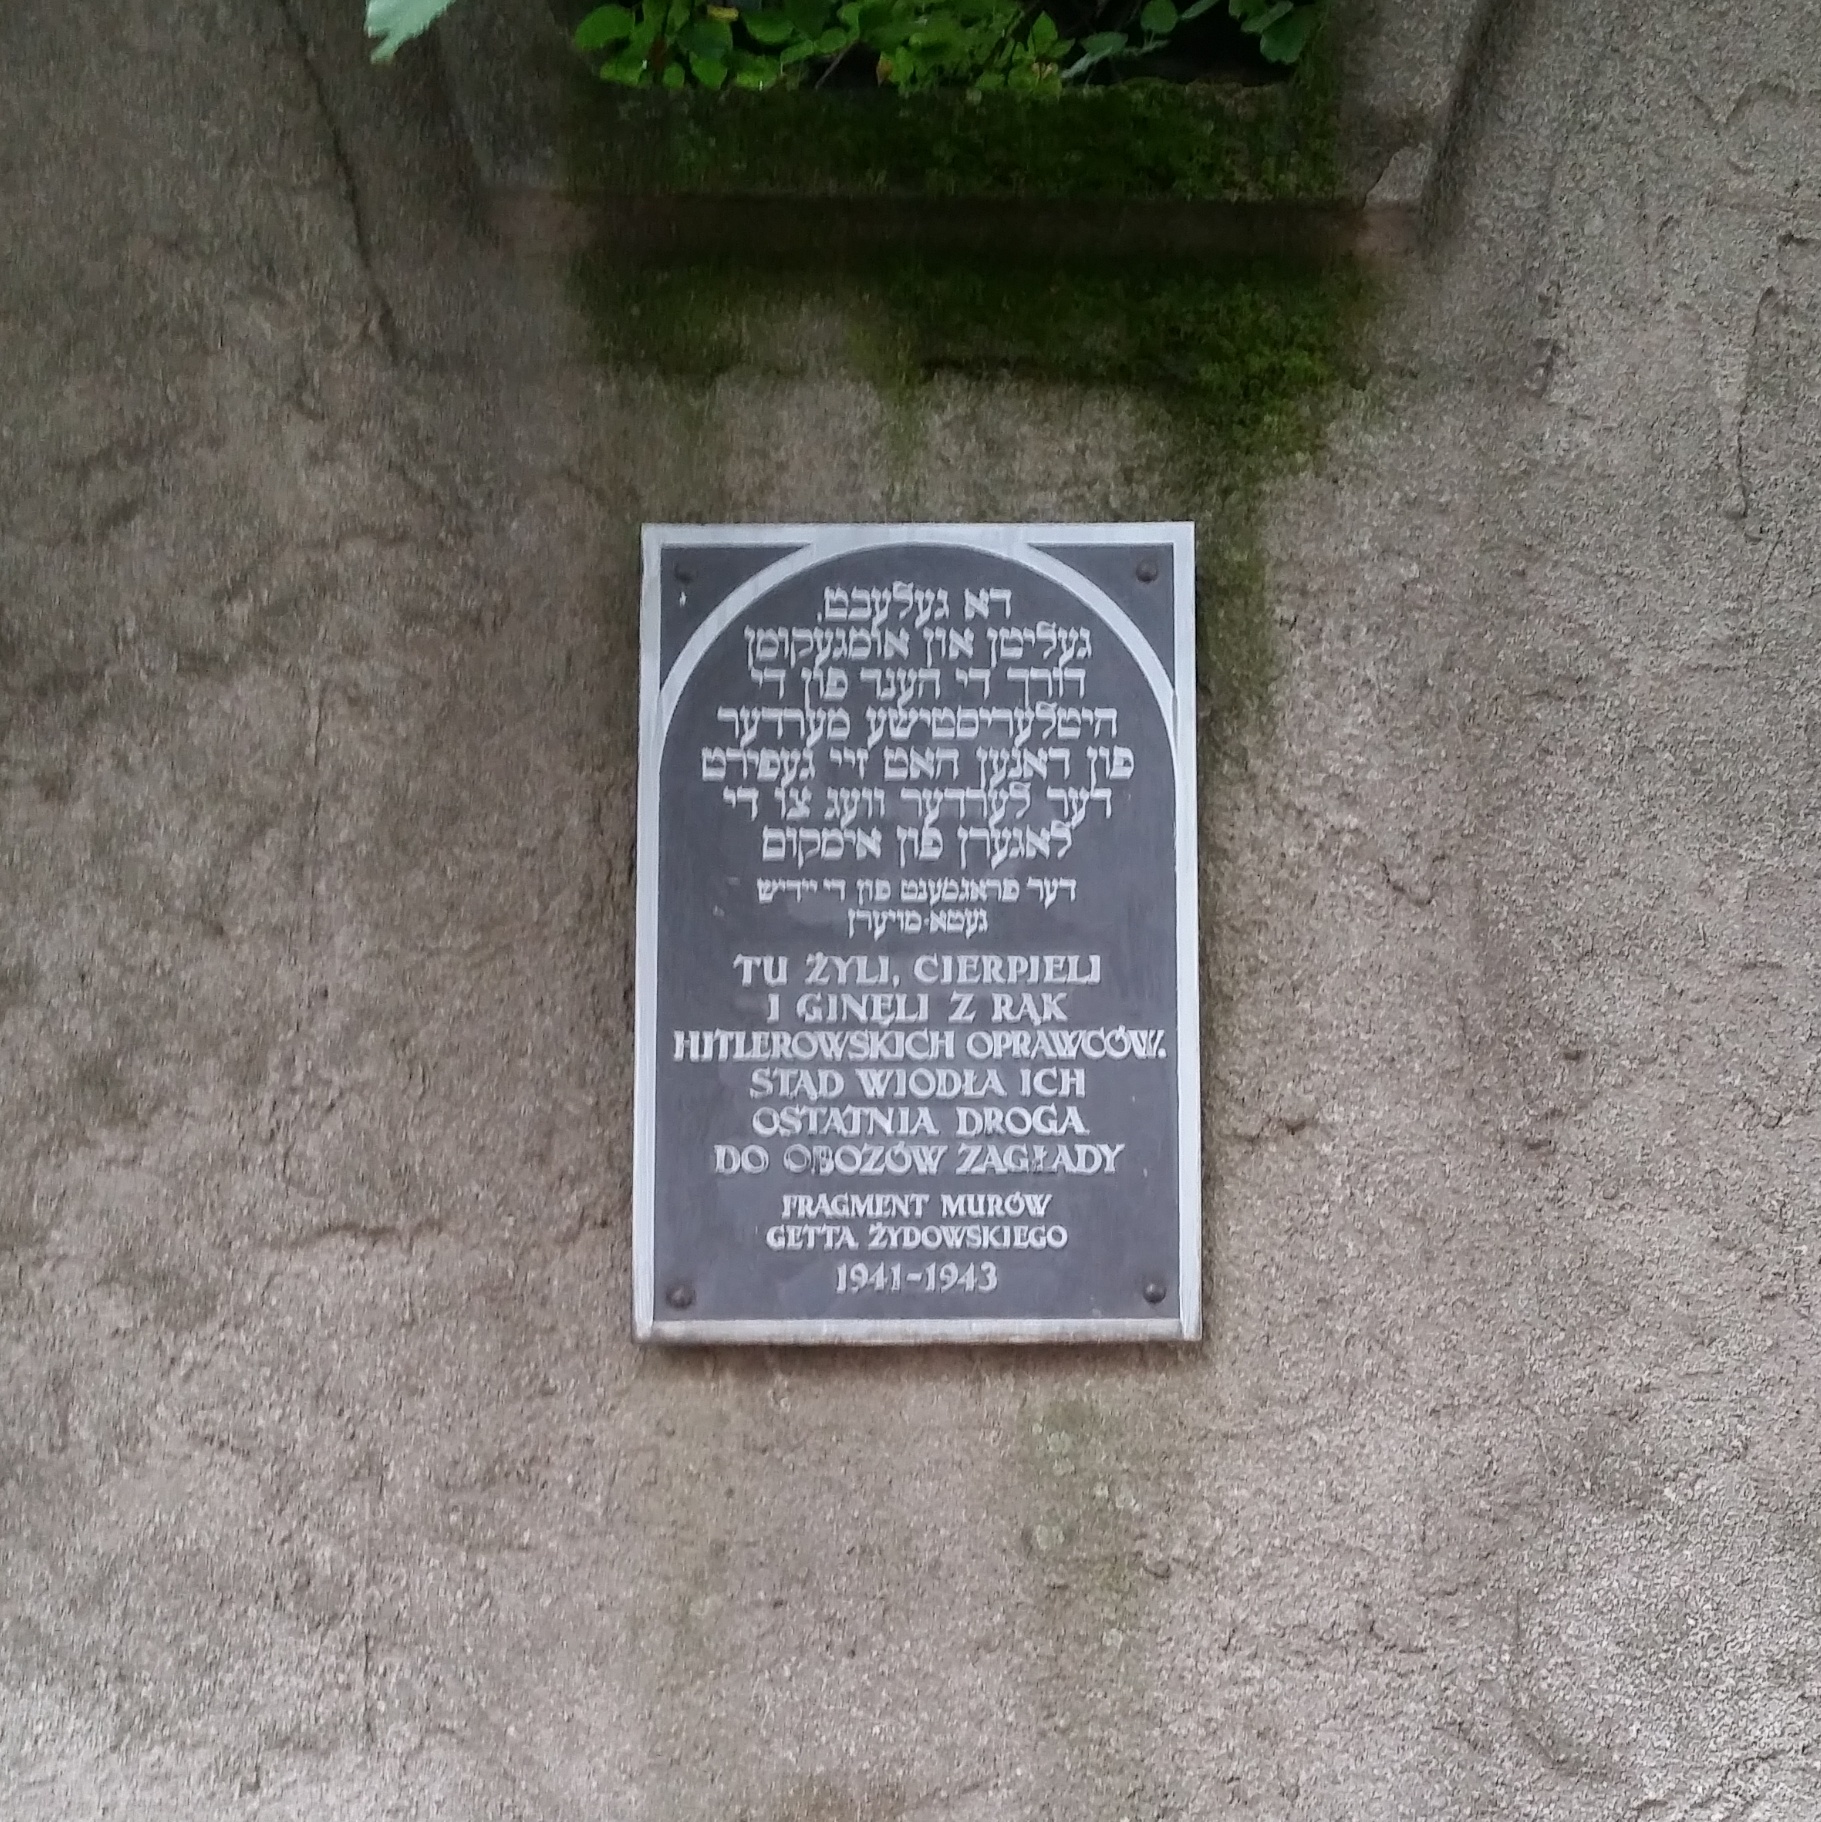 דא געלעבט,
געליטן און אומגעקומען
דורך די הענד פון די
היטלעריסטישע מערדער
פון דאנען האט זיי געפירט
דער לעצטער וועג צו די
לאגערן פון אומקום
דער פראגמענט פון די יידיש
געטא-מויערן
TU ŻYLI, CIERPIELI
I GINĘLI Z RĄK
HITLEROWSKICH OPRAWCÓW.
STĄD WIODŁA ICH
OSTATNIA DROGA
DO OBOZÓW ZAGŁADY
FRAGMENT MURÓW
GETTA ŻYDOWSKIEGO
1941-1943